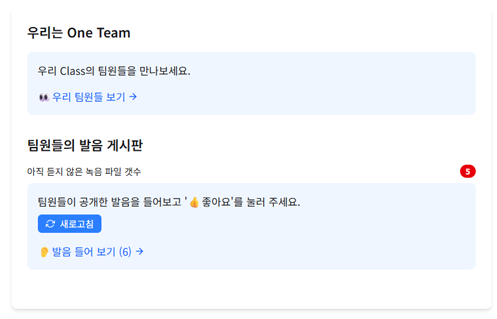 우리는 One Team
우리 Class의 팀원들을 만나보세요.
👀 우리 팀원들 보기 →
팀원들의 발음 게시판
아직 듣지 않은 녹음 파일 갯수
5
팀원들이 공개한 발음을 들어보고 '👍좋아요'를 눌러 주세요.
새로고침
👂발음 들어 보기 (6) →